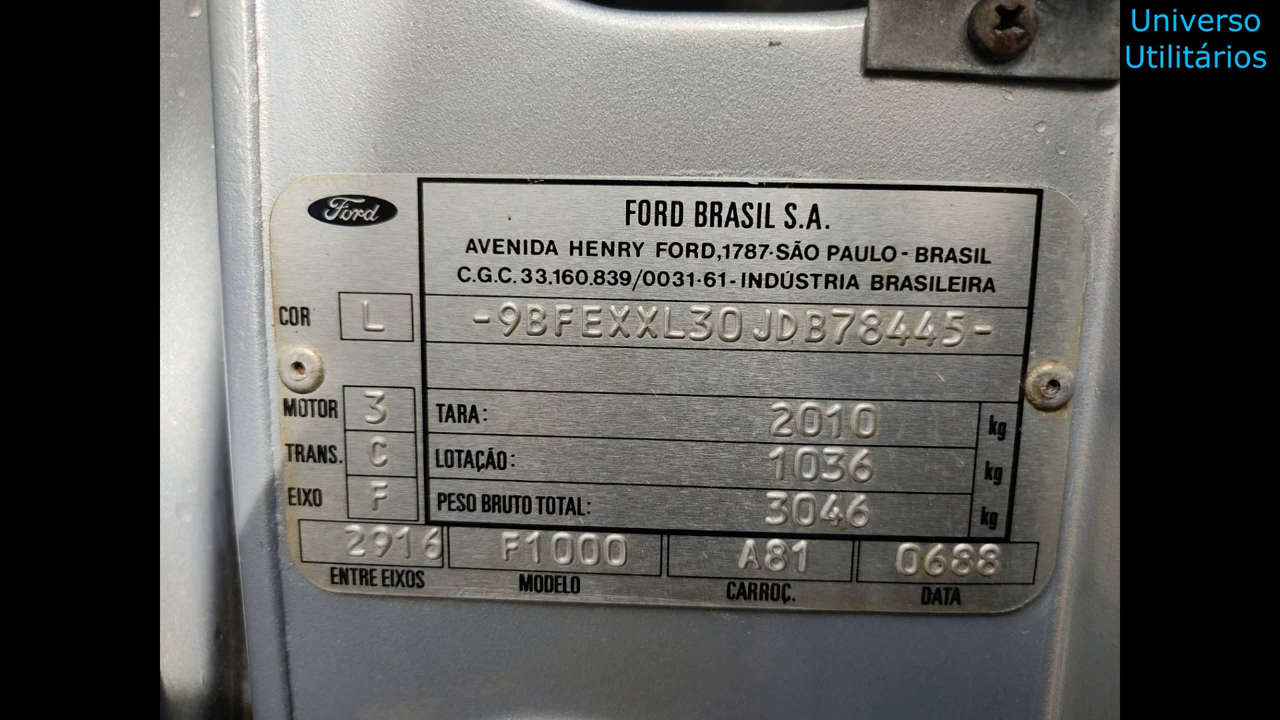 Universo
Utilitários
Ford
FORD BRASIL S.A.
AVENIDA HENRY FORD,1787-SÃO PAULO - BRASIL
C.G.C. 33.160.839/0031-61 - INDÚSTRIA BRASILEIRA
COR L
-9BFEXXL30JDB78445-
MOTOR 3
TARA: 2010 kg
TRANS. C
LOTAÇÃO: 1036 kg
EIXO F
PESO BRUTO TOTAL: 3046 kg
2916 F1000 A81 0688
ENTRE EIXOS MODELO CARROÇ. DATA